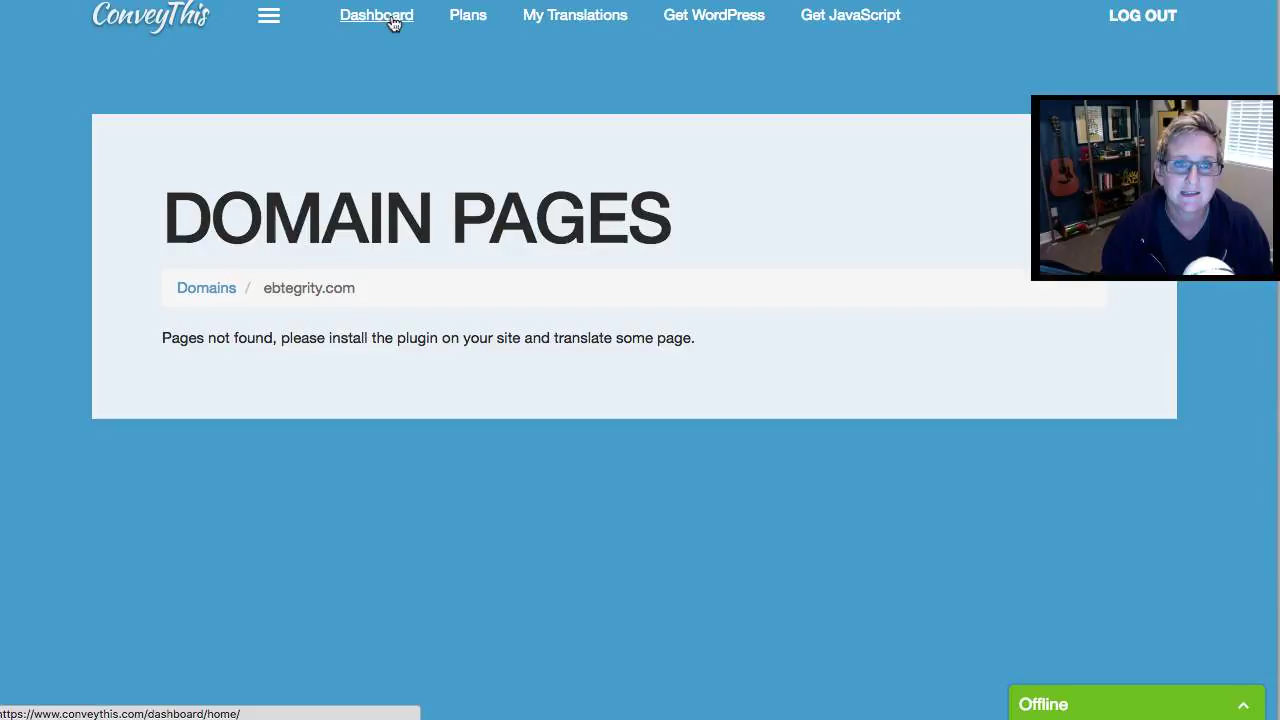 ConveyThis
Dashboard
Plans
My Translations
Get WordPress
Get JavaScript
LOG OUT
DOMAIN PAGES
Domains / ebtegrity.com
Pages not found, please install the plugin on your site and translate some page.
Offline
https://www.conveythis.com/dashboard/home/